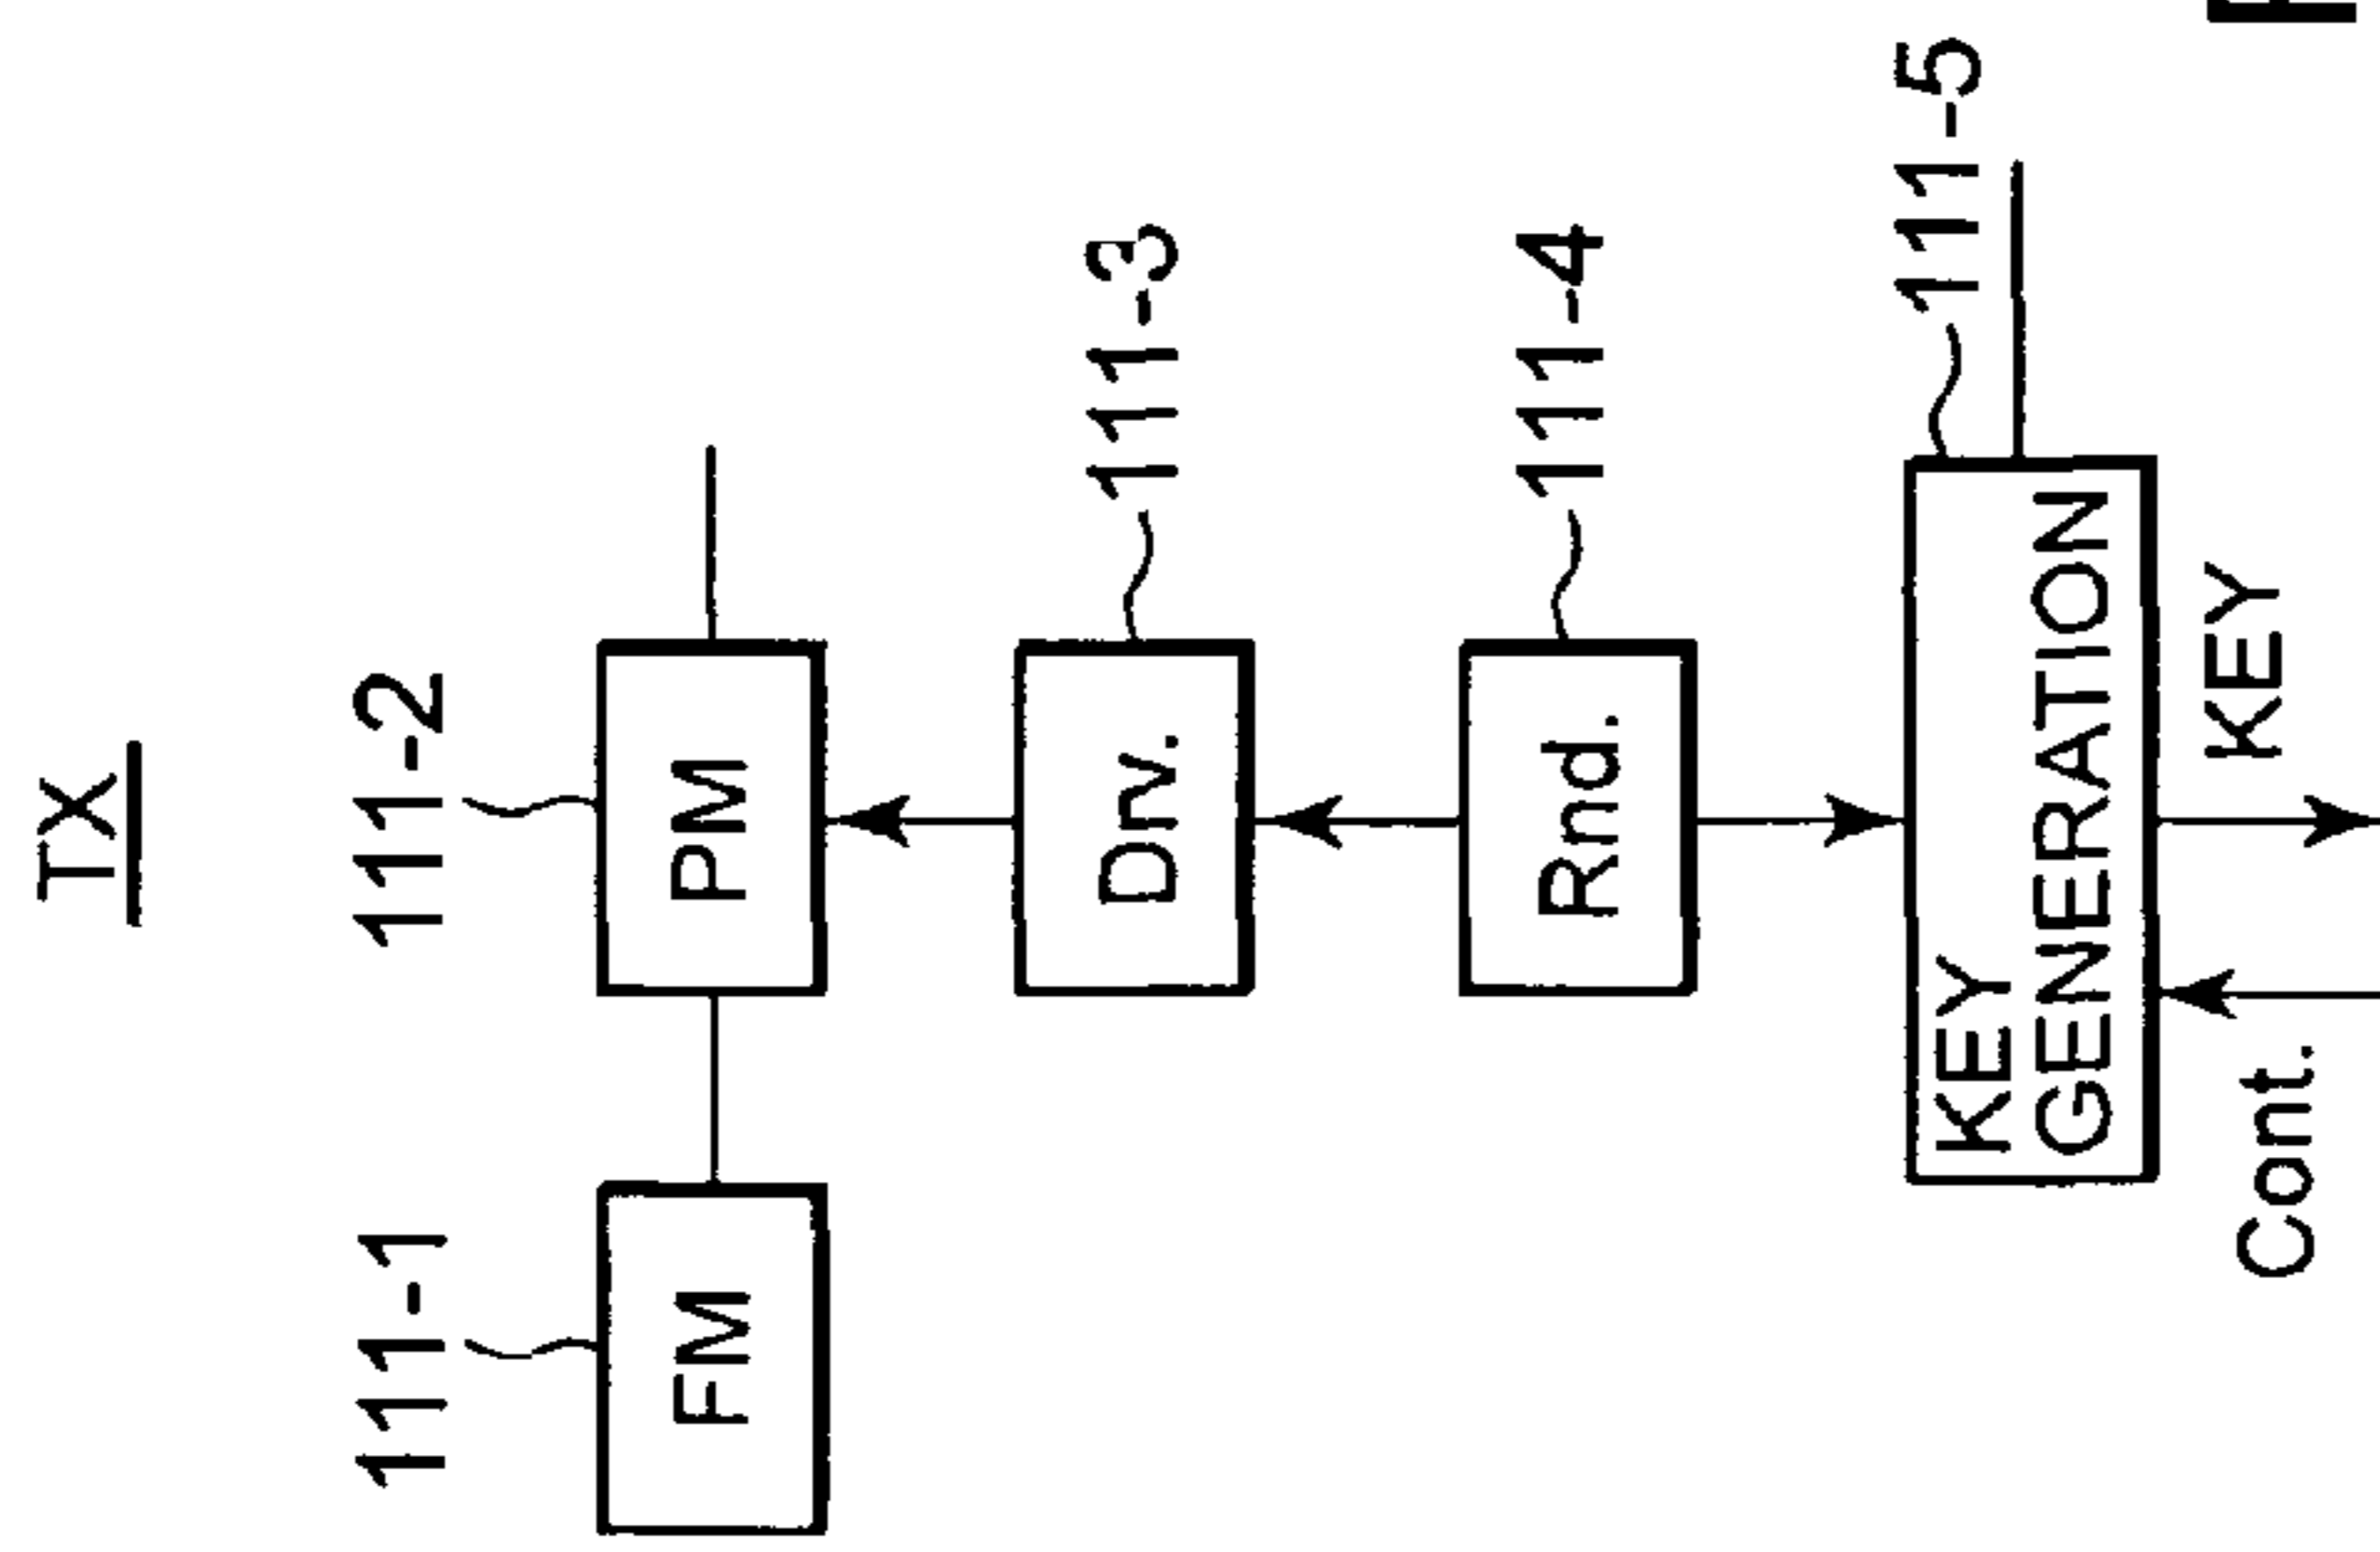 TX
111-1
111-2
FM
PM
111-3
Drv.
111-4
Rnd.
111-5
KEY
GENERATION
Cont.
KEY